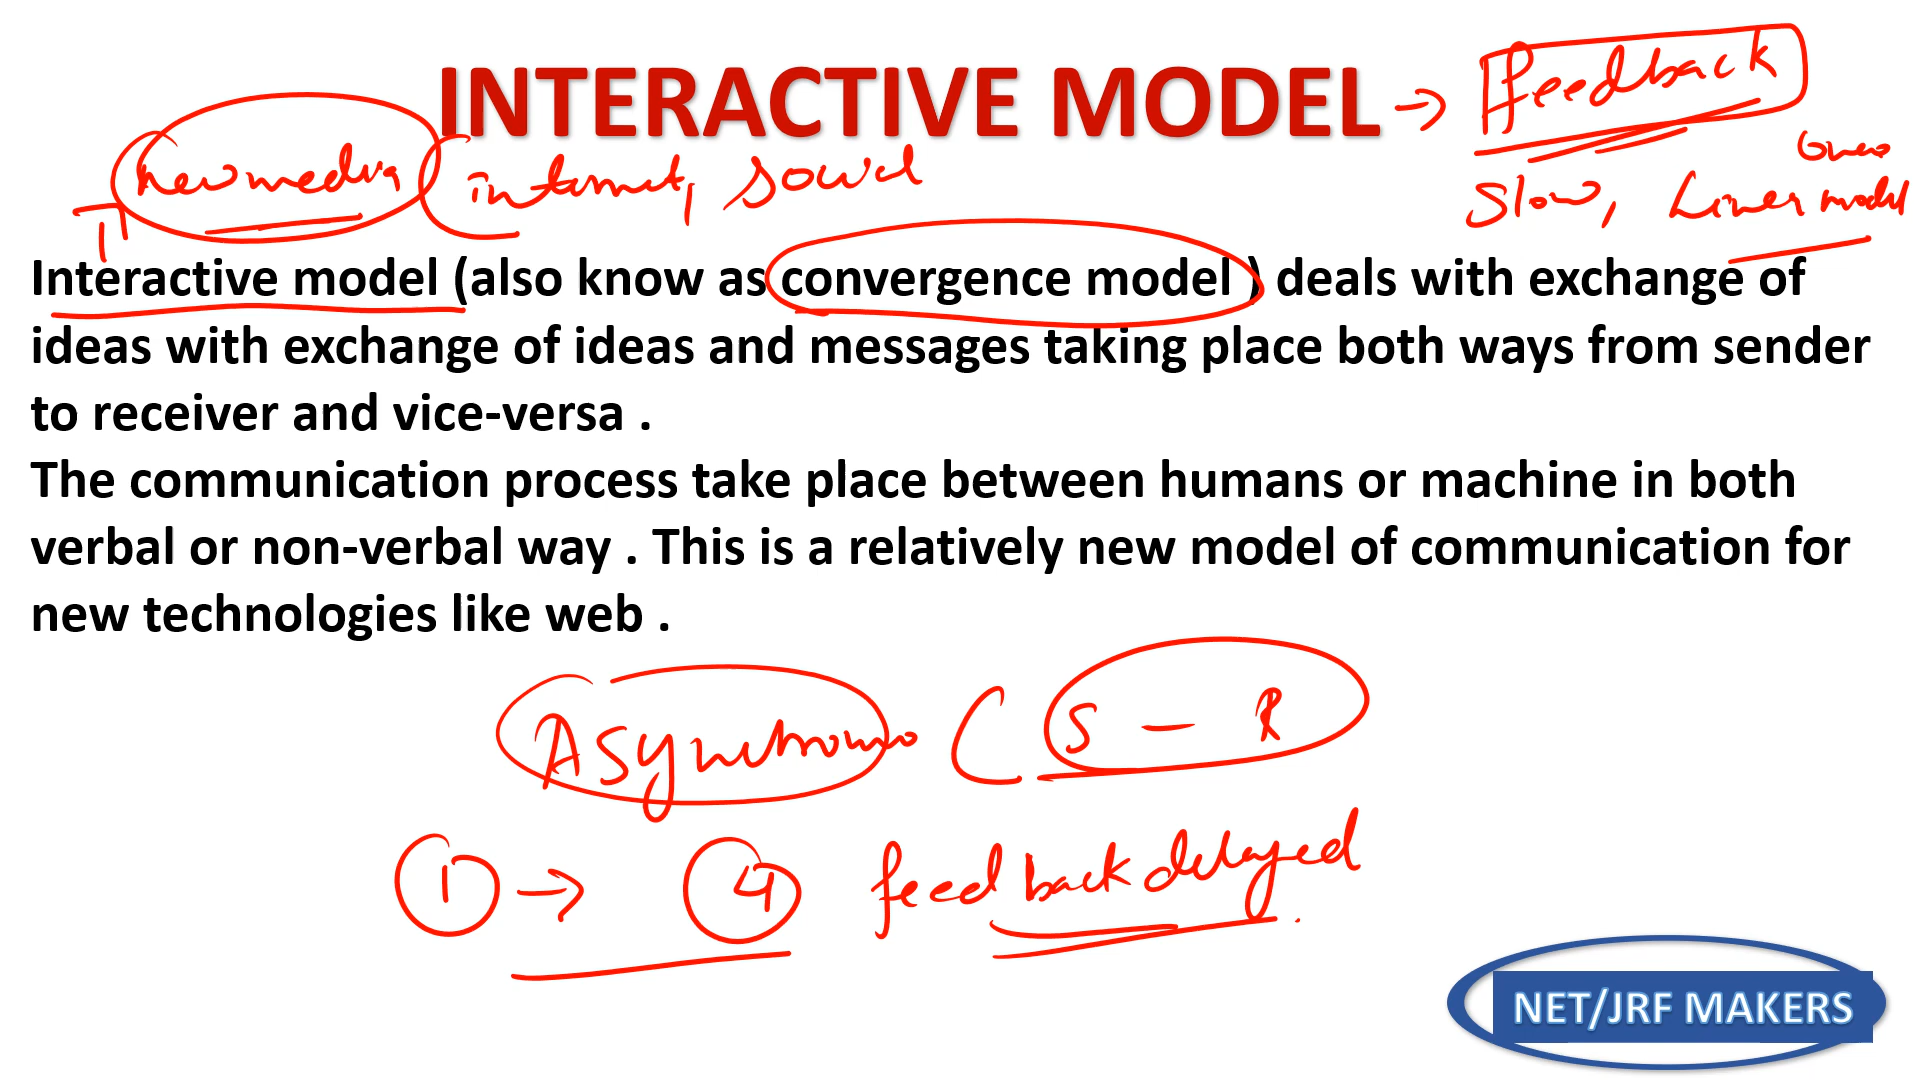 INTERACTIVE MODEL → feedback
new media internet, social
slow, Linear model
Interactive model (also know as convergence model ) deals with exchange of
ideas with exchange of ideas and messages taking place both ways from sender
to receiver and vice-versa .
The communication process take place between humans or machine in both
verbal or non-verbal way . This is a relatively new model of communication for
new technologies like web .
( S - R
1 → 4 feedback delayed
NET/JRF MAKERS